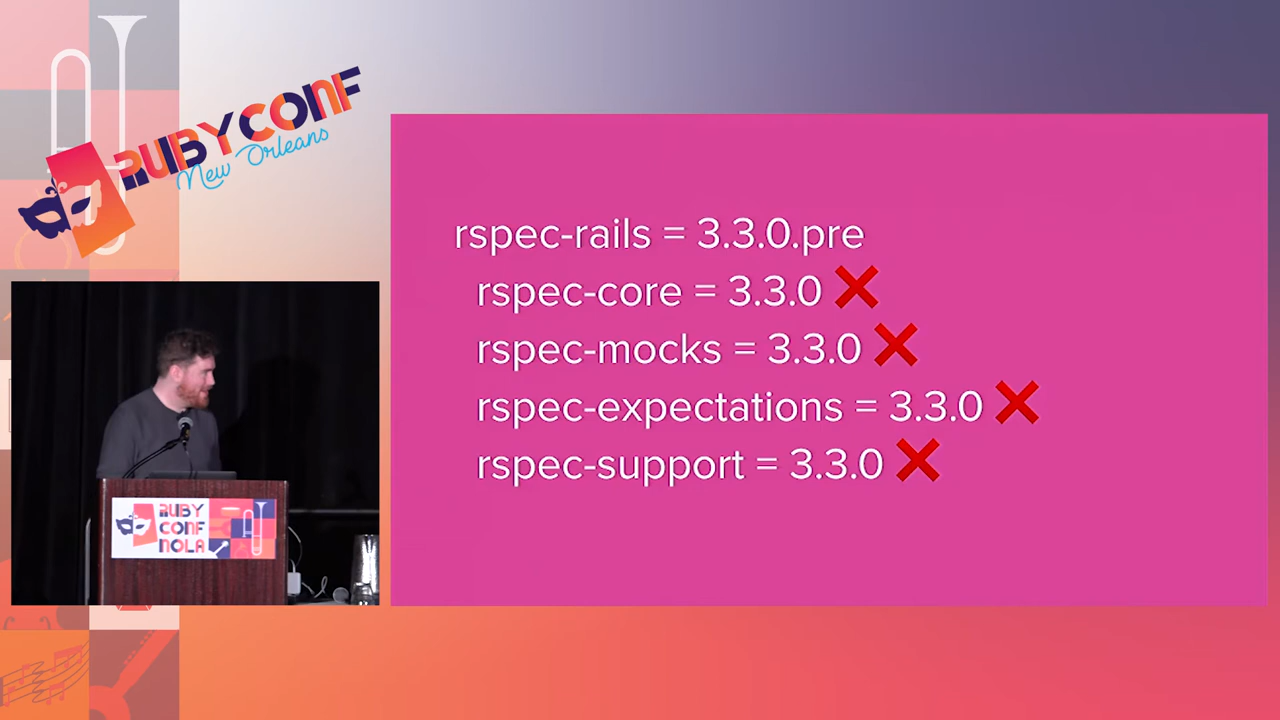 RUBYCONF
New Orleans
rspec-rails = 3.3.0.pre
rspec-core = 3.3.0 ❌
rspec-mocks = 3.3.0 ❌
rspec-expectations = 3.3.0 ❌
rspec-support = 3.3.0 ❌
RUBY
CONF
NOLA